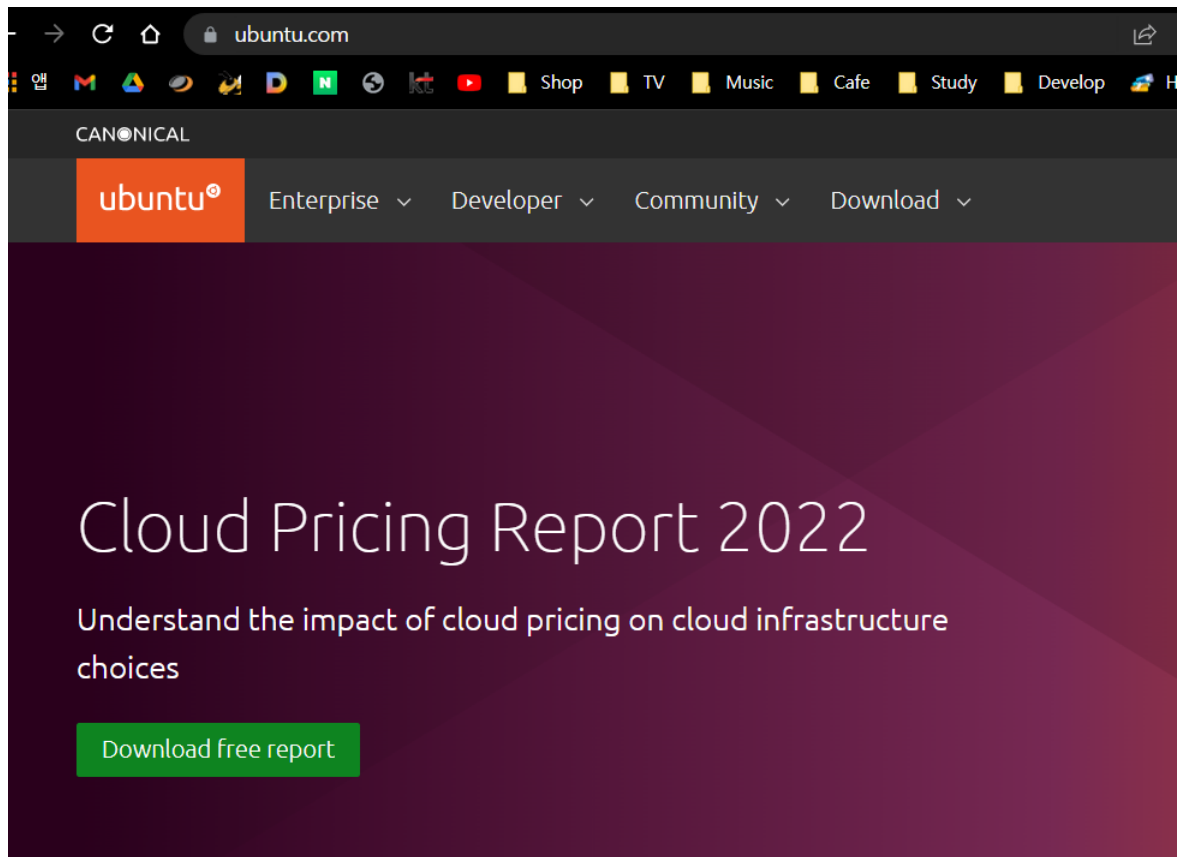 ubuntu.com
앱 Shop TV Music Cafe Study Develop H
CANONICAL
ubuntu Enterprise Developer Community Download
Cloud Pricing Report 2022
Understand the impact of cloud pricing on cloud infrastructure
choices
Download free report